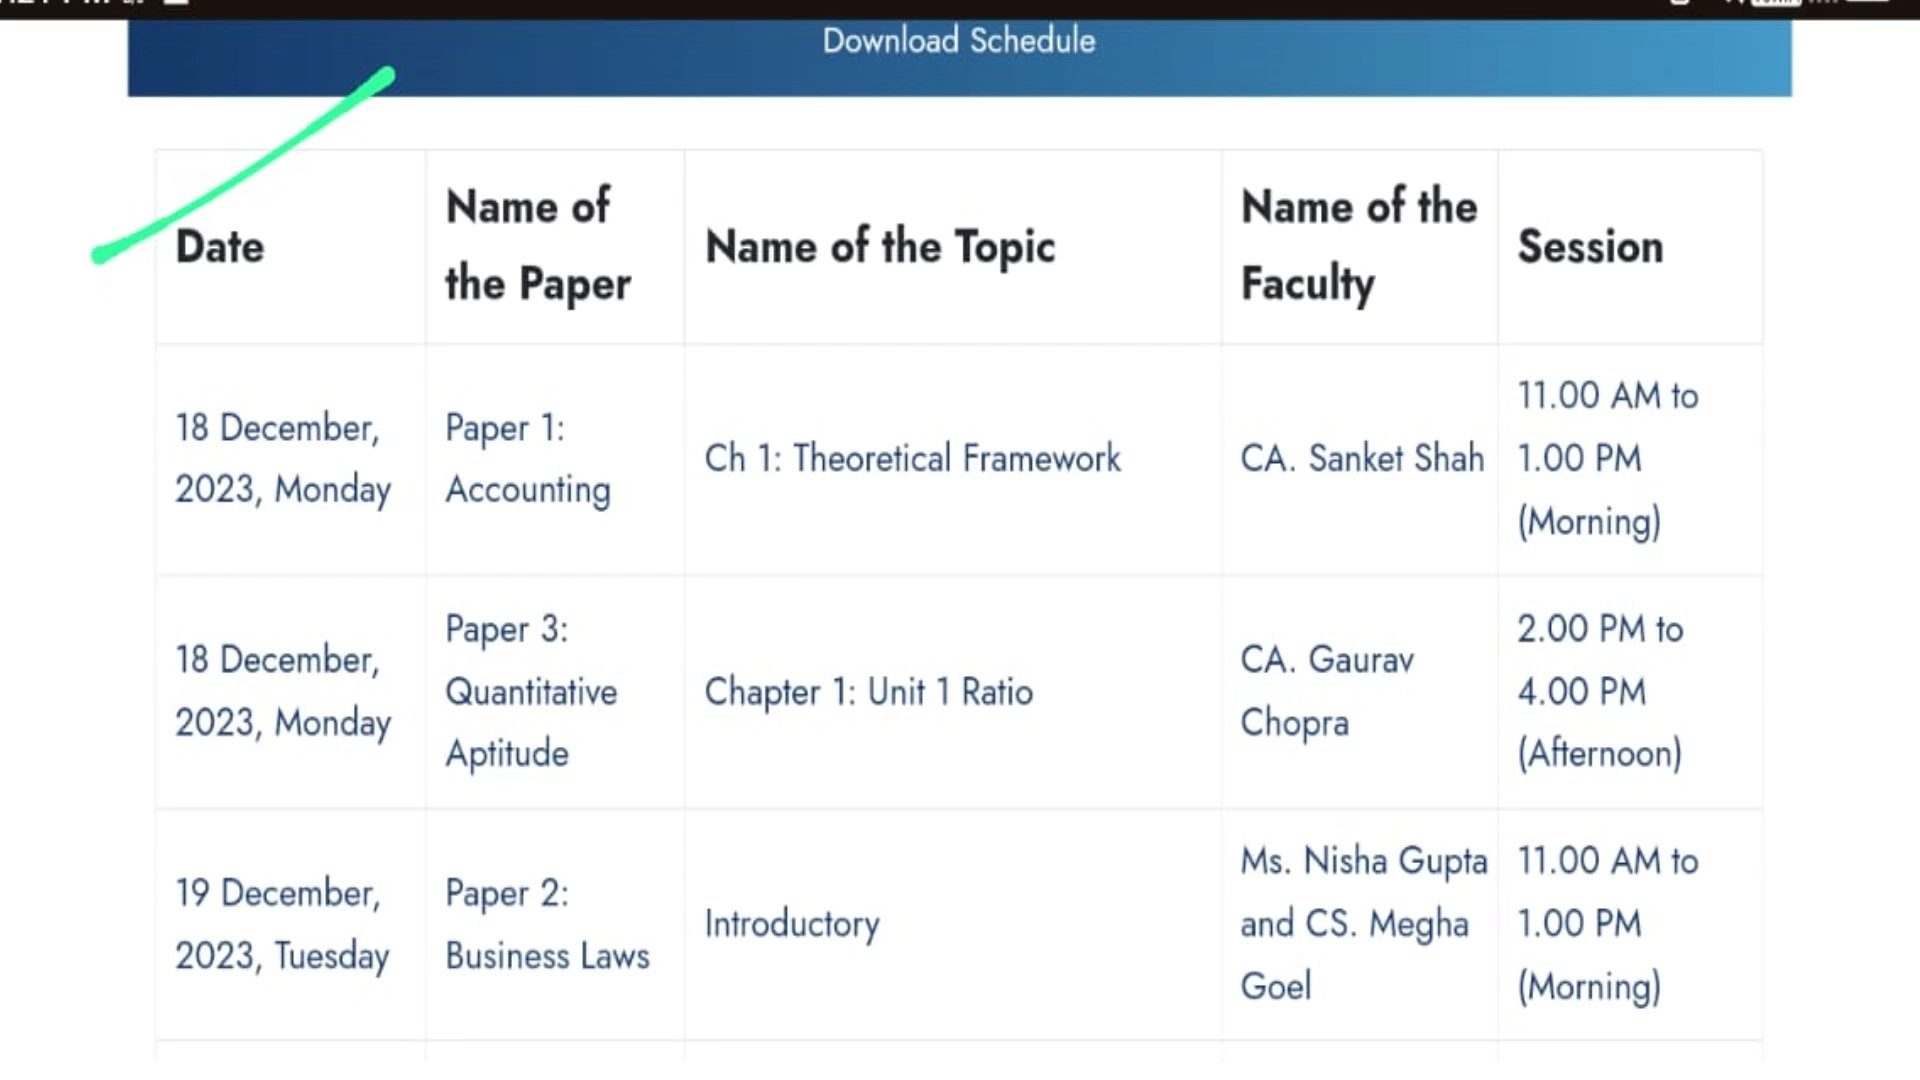 Download Schedule
Date
Name of
the Paper
Name of the Topic
Name of the
Faculty
Session
18 December,
2023, Monday
Paper 1:
Accounting
Ch 1: Theoretical Framework
CA. Sanket Shah
11.00 AM to
1.00 PM
(Morning)
18 December,
2023, Monday
Paper 3:
Quantitative
Aptitude
Chapter 1: Unit 1 Ratio
CA. Gaurav
Chopra
2.00 PM to
4.00 PM
(Afternoon)
19 December,
2023, Tuesday
Paper 2:
Business Laws
Introductory
Ms. Nisha Gupta
and CS. Megha
Goel
11.00 AM to
1.00 PM
(Morning)